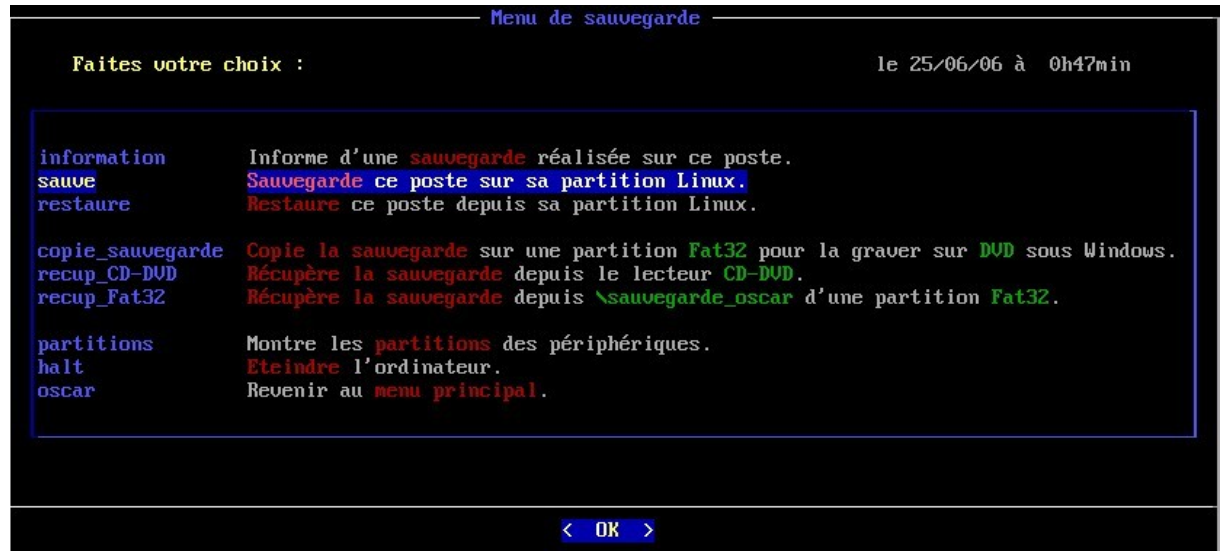 Menu de sauvegarde
Faites votre choix : le 25/06/06 à 0h47min
information Informe d'une sauvegarde réalisée sur ce poste.
sauve Sauvegarde ce poste sur sa partition Linux.
restaure Restaure ce poste depuis sa partition Linux.
copie_sauvegarde Copie la sauvegarde sur une partition Fat32 pour la graver sur DVD sous Windows.
recup_CD-DVD Récupère la sauvegarde depuis le lecteur CD-DVD.
recup_Fat32 Récupère la sauvegarde depuis \sauvegarde_oscar d'une partition Fat32.
partitions Montre les partitions des périphériques.
halt Eteindre l'ordinateur.
oscar Revenir au menu principal.
< OK >